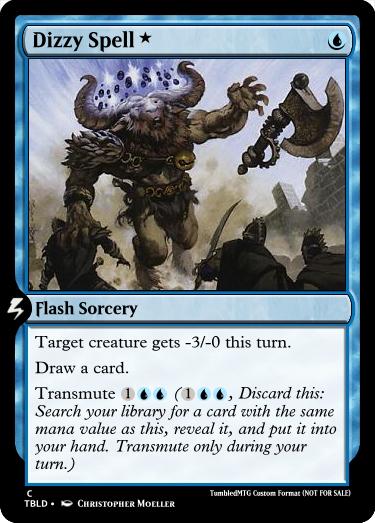 Dizzy Spell ★
Flash Sorcery
Target creature gets -3/-0 this turn.
Draw a card.
Transmute 1 (1, Discard this:
Search your library for a card with the same
mana value as this, reveal it, and put it into
your hand. Transmute only during your
turn.)
C
TBLD • Christopher Moeller
TumbledMTG Custom Format (NOT FOR SALE)